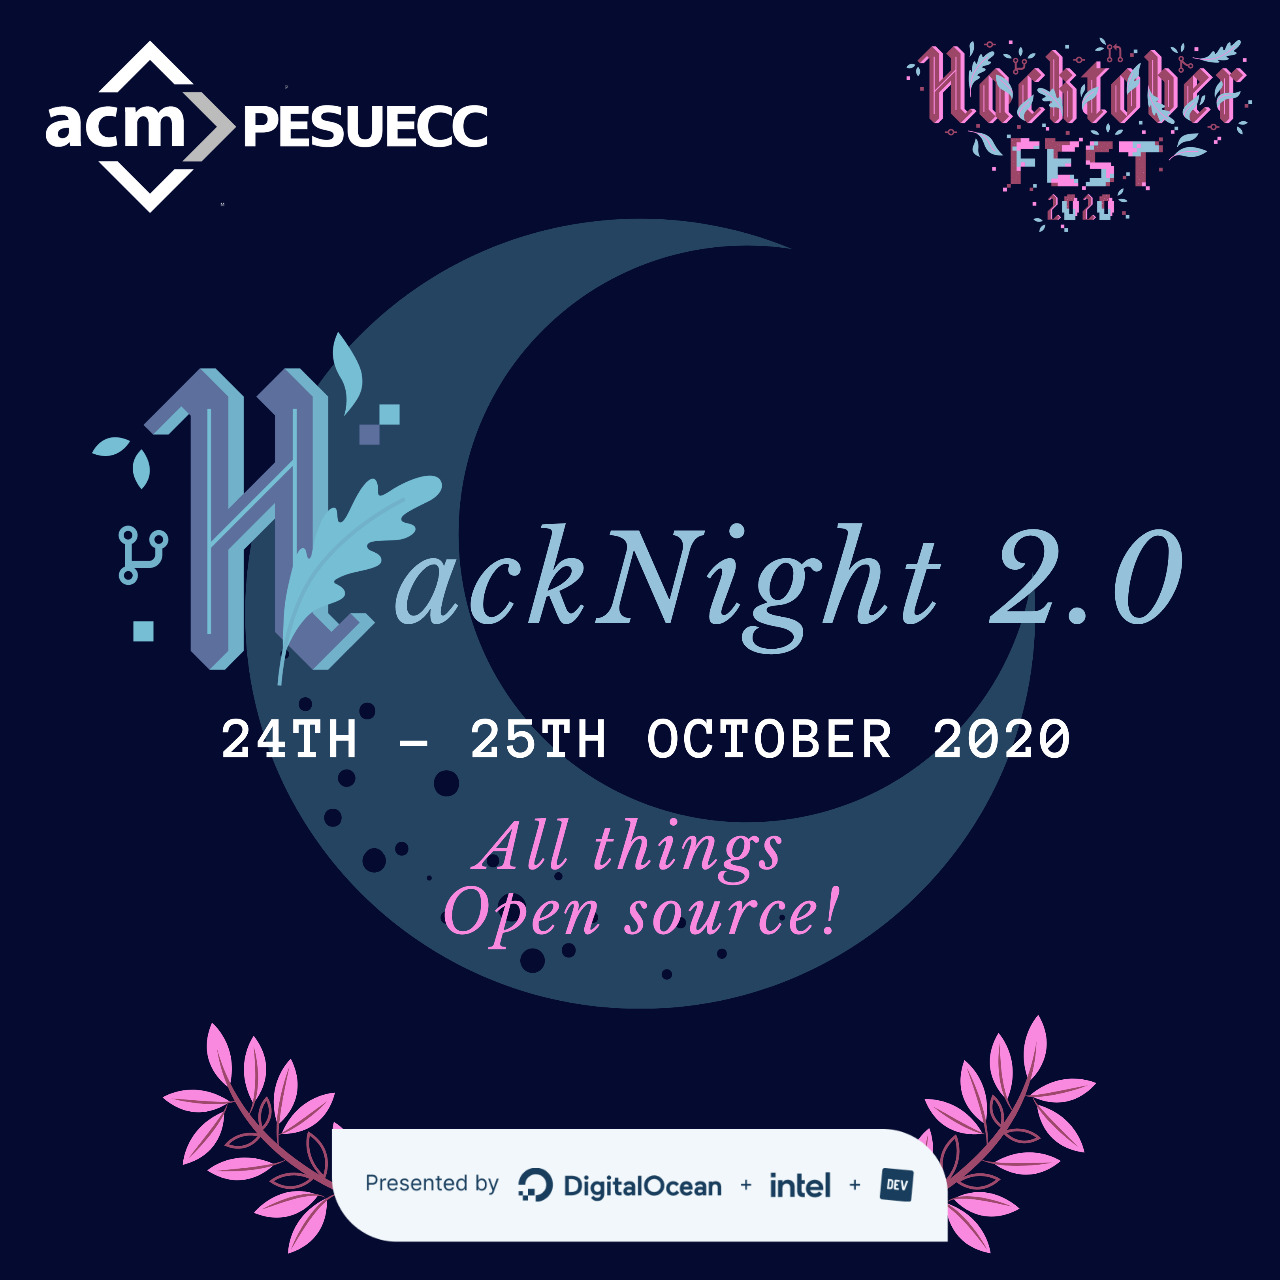 acm PESUECC
Hacktober
FEST
2020
HackNight 2.0
24TH – 25TH OCTOBER 2020
All things
Open source!
Presented by DigitalOcean + intel + DEV